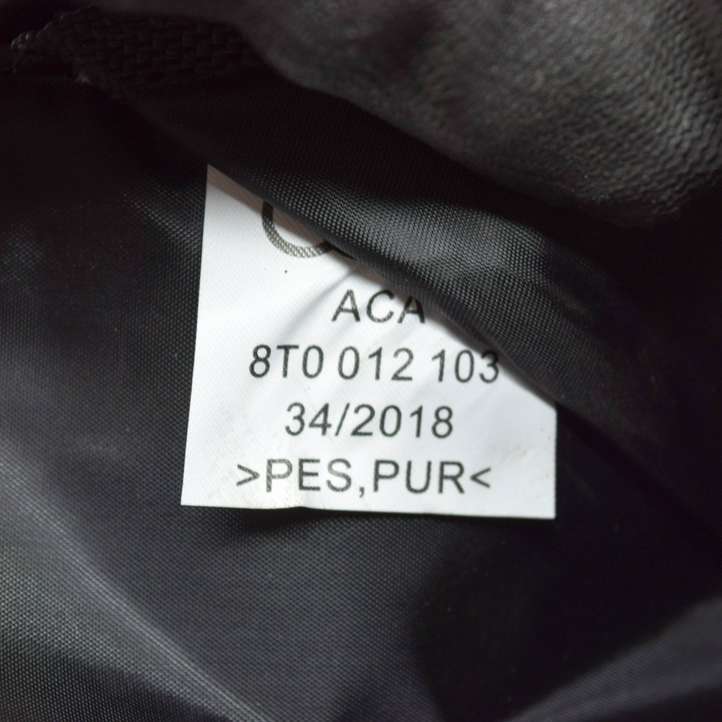 ACA
8T0 012 103
34/2018
>PES,PUR<